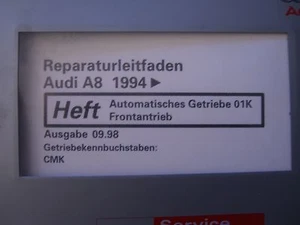 Reparaturleitfaden
Audi A8 1994 ►
Heft Automatisches Getriebe 01K
Frontantrieb
Ausgabe 09.98
Getriebekennbuchstaben:
CMK
Service